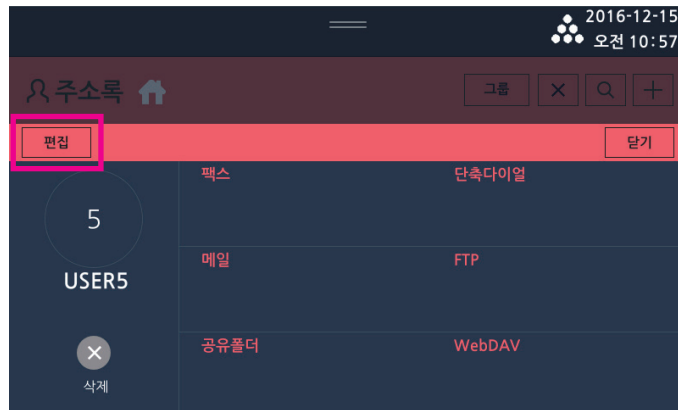 2016-12-15
오전 10:57
주소록
그룹
편집
닫기
5
USER5
삭제
팩스
단축다이얼
메일
FTP
공유폴더
WebDAV